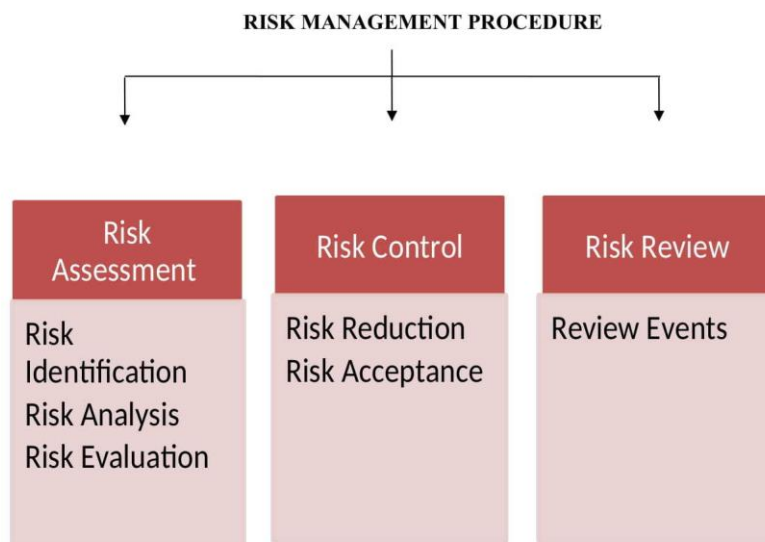 RISK MANAGEMENT PROCEDURE
Risk
Assessment
Risk
Identification
Risk Analysis
Risk Evaluation
Risk Control
Risk Reduction
Risk Acceptance
Risk Review
Review Events